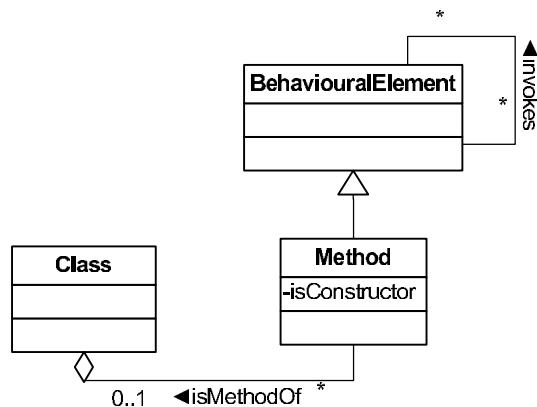 *
◄invokes
BehaviouralElement
*
Method
Class
-isConstructor
0..1 ◄isMethodOf *